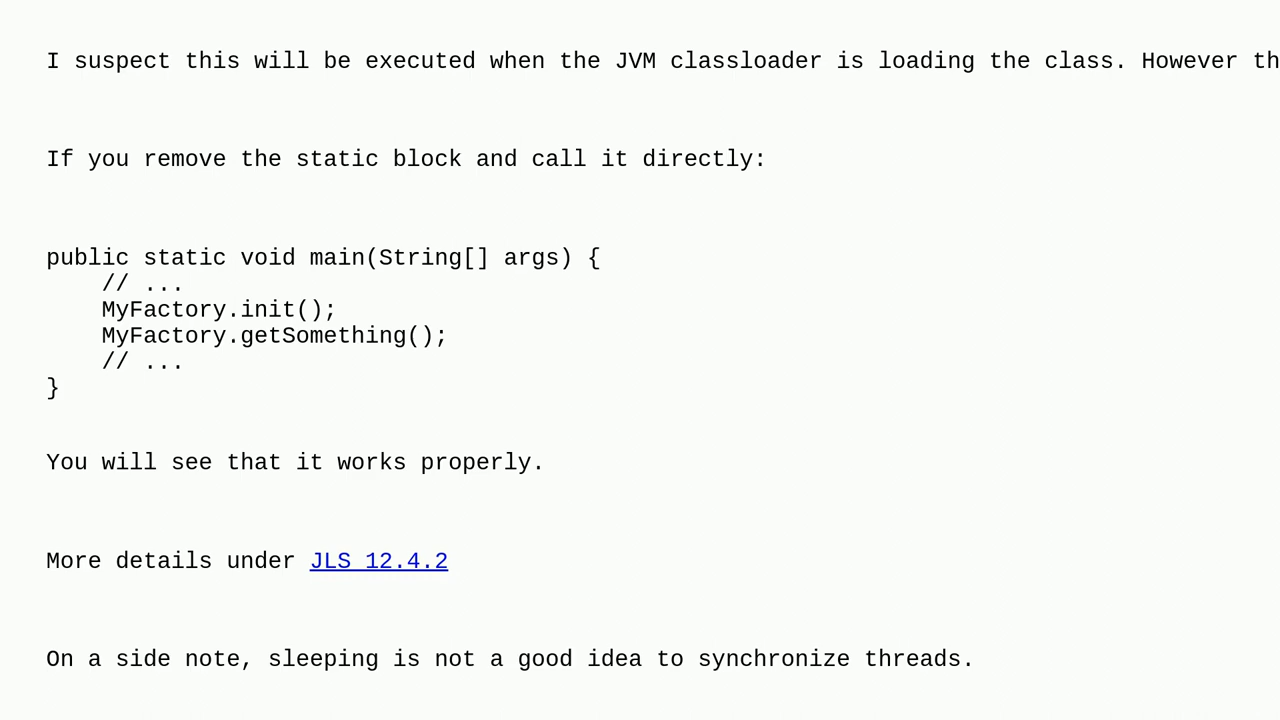 I suspect this will be executed when the JVM classloader is loading the class. However
If you remove the static block and call it directly:
public static void main(String[] args) {
    // ...
    MyFactory.init();
    MyFactory.getSomething();
    // ...
}
You will see that it works properly.
More details under JLS 12.4.2
On a side note, sleeping is not a good idea to synchronize threads.